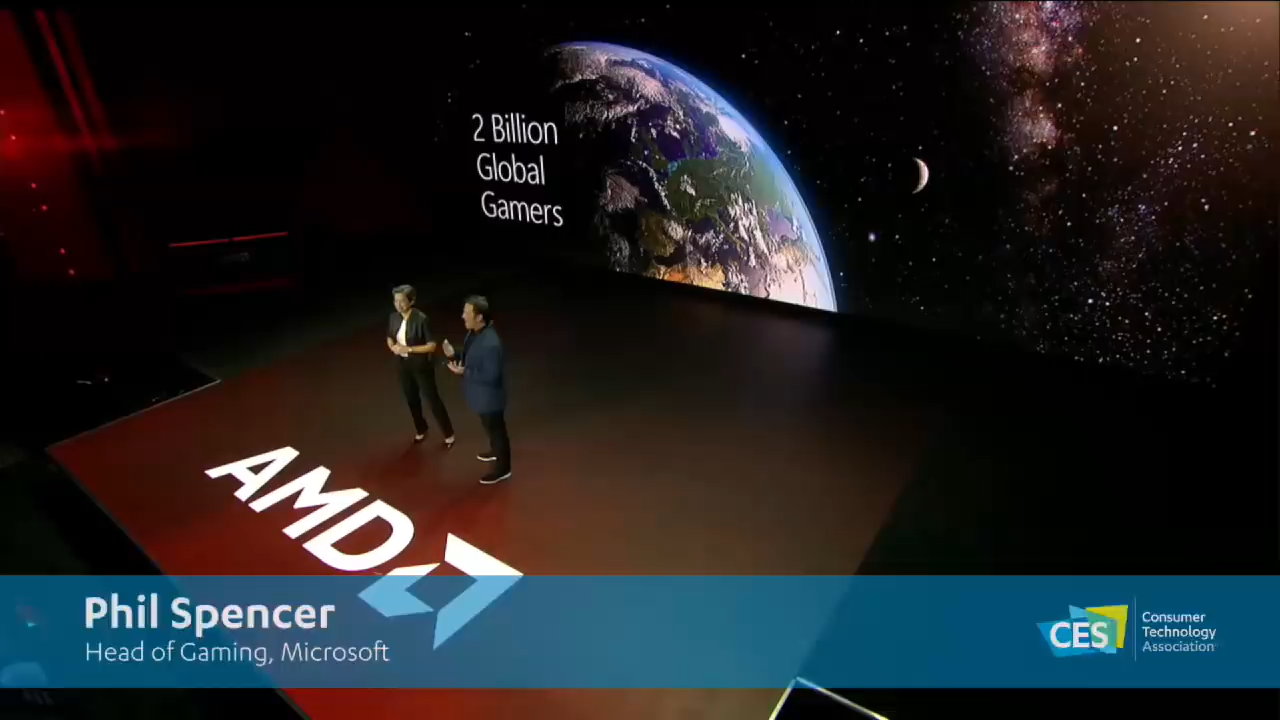 2 Billion
Global
Gamers
AMD
Phil Spencer
Head of Gaming, Microsoft
CES
Consumer
Technology
Association